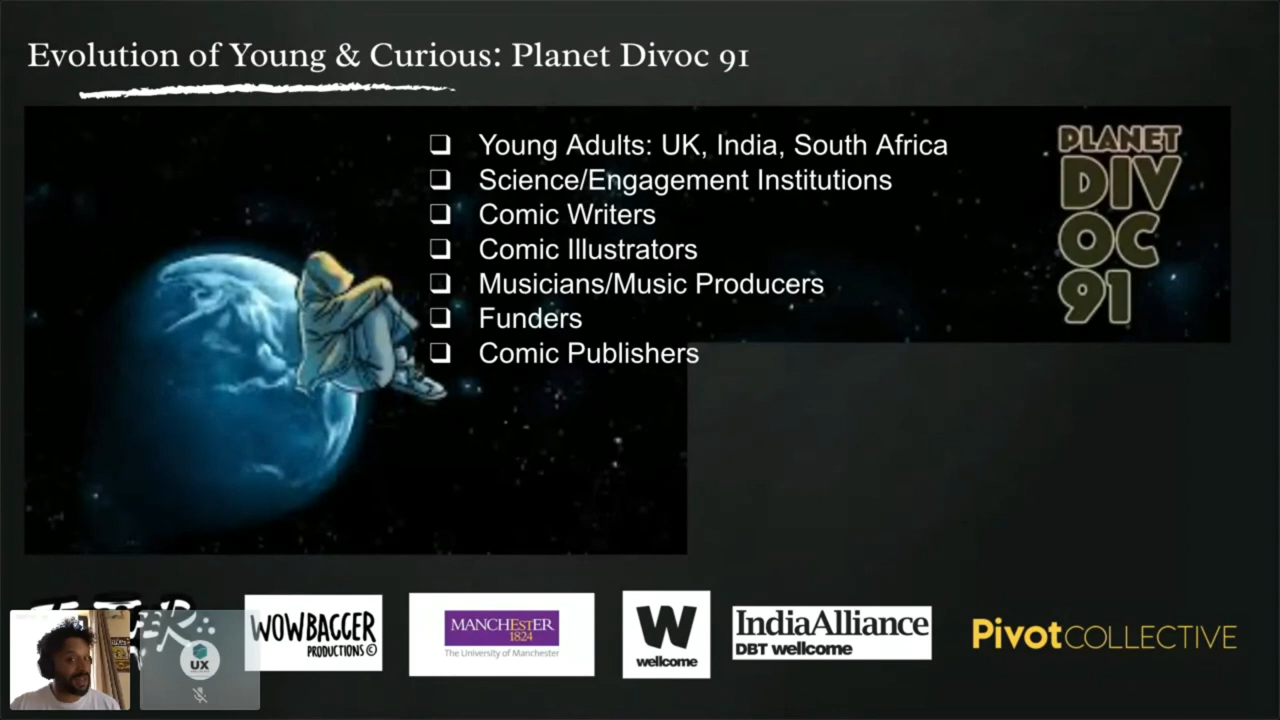 Evolution of Young & Curious: Planet Divoc 91
Young Adults: UK, India, South Africa
Science/Engagement Institutions
Comic Writers
Comic Illustrators
Musicians/Music Producers
Funders
Comic Publishers
PLANET
DIV
OC
91
WOWBAGGER
PRODUCTIONS ©
MANCHESTER
1824
The University of Manchester
W
wellcome
IndiaAlliance
DBT wellcome
PivotCOLLECTIVE
UX